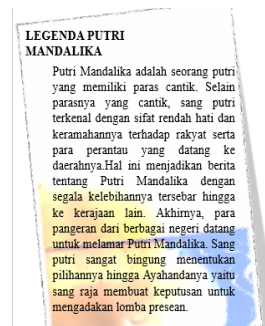 LEGENDA PUTRI
MANDALIKA
Putri Mandalika adalah seorang putri
yang memiliki paras cantik. Selain
parasnya yang cantik, sang putri
terkenal dengan sifat rendah hati dan
keramahannya terhadap rakyat serta
para perantau yang datang ke
daerahnya.Hal ini menjadikan berita
tentang Putri Mandalika dengan
segala kelebihannya tersebar hingga
ke kerajaan lain. Akhirnya, para
pangeran dari berbagai negeri datang
untuk melamar Putri Mandalika. Sang
putri sangat bingung menentukan
pilihannya hingga Ayahandanya yaitu
sang raja membuat keputusan untuk
mengadakan lomba presean.